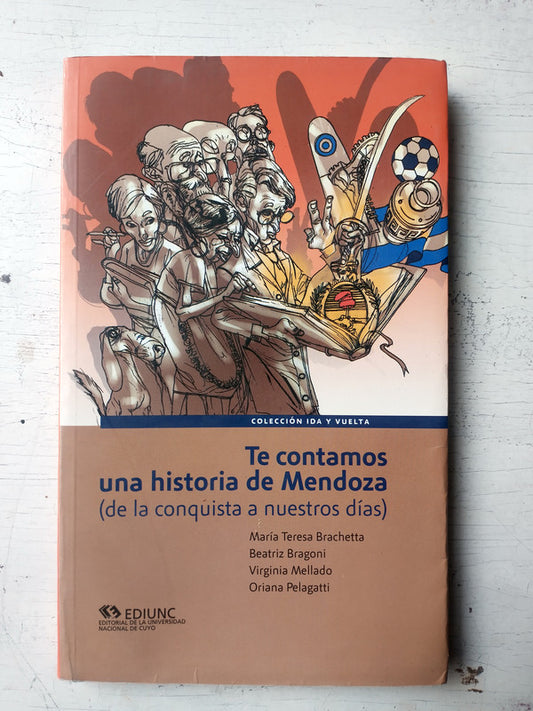 COLECCIÓN IDA Y VUELTA
Te contamos
una historia de Mendoza
(de la conquista a nuestros días)
María Teresa Brachetta
Beatriz Bragoni
Virginia Mellado
Oriana Pelagatti
EDIUNC
EDITORIAL DE LA UNIVERSIDAD
NACIONAL DE CUYO